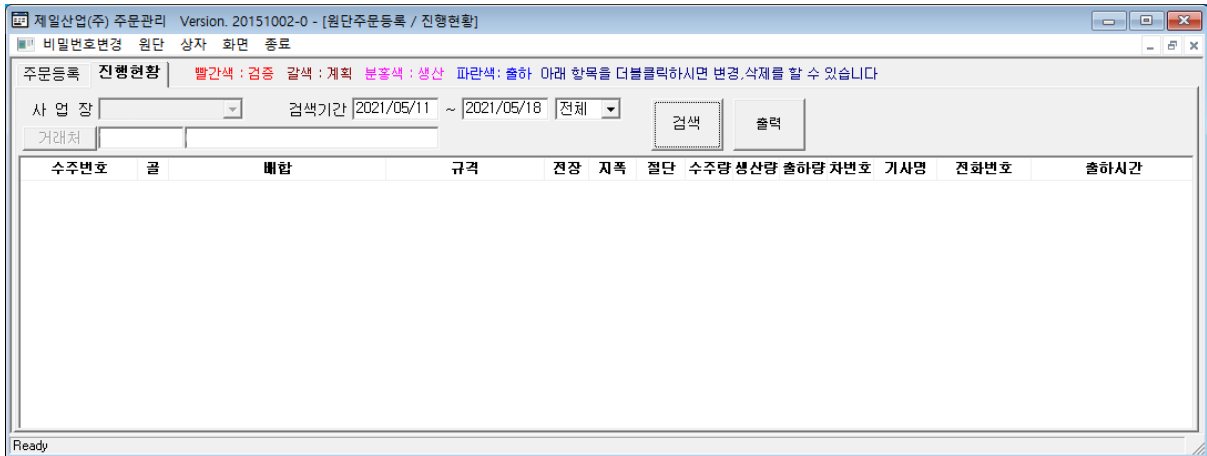 제일산업(주) 주문관리 Version. 20151002-0 - [원단주문등록 / 진행현황]
비밀번호변경 원단 상자 화면 종료
주문등록 진행현황 빨간색 : 검증 갈색 : 계획 분홍색 : 생산 파란색: 출하 아래 항목을 더블클릭하시면 변경,삭제를 할 수 있습니다
사 업 장 검색기간 2021/05/11 ~ 2021/05/18 전체 검색 출력
거래처
수주번호 골 배합 규격 전장 지폭 절단 수주량 생산량 출하량 차번호 기사명 전화번호 출하시간
Ready